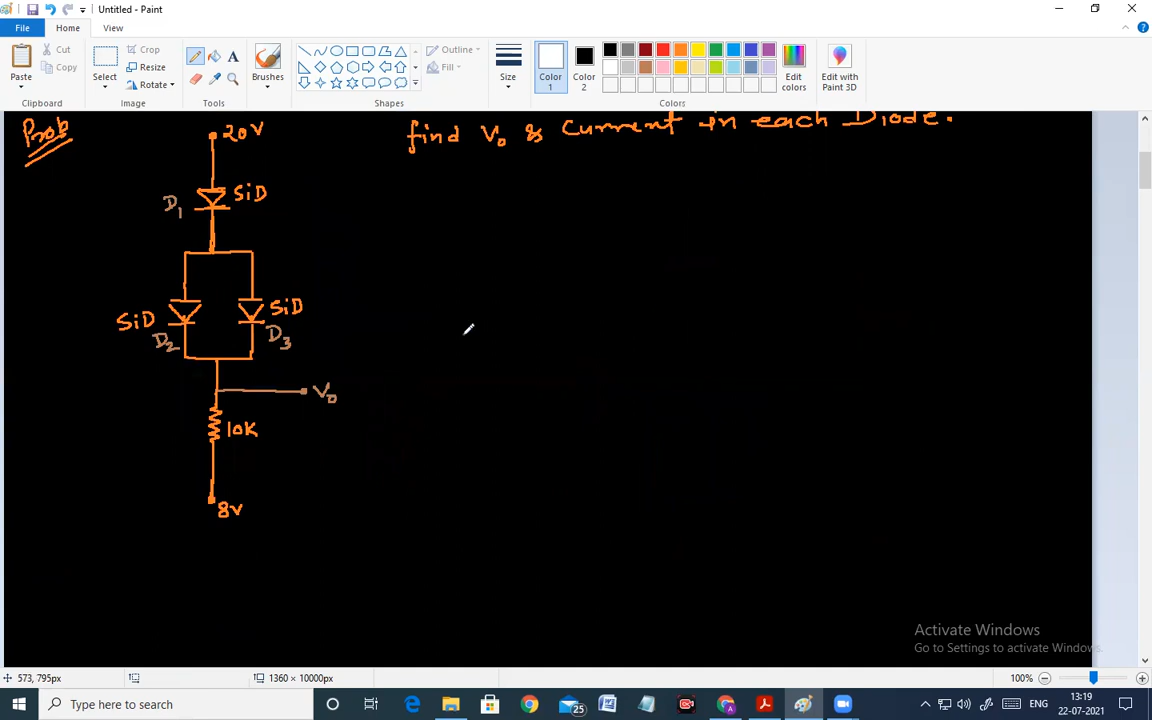 Untitled - Paint
File Home View
Paste Cut Copy Clipboard
Select Crop Resize Rotate Image
Tools
Brushes
Outline Fill Shapes
Size
Color 1 Color 2 Edit colors Colors
Edit with Paint 3D
Prob
20V
find V₀ & Current in each Diode.
D₁ SiD
SiD SiD
D₂ D₃
V₀
10K
8V
Activate Windows
Go to Settings to activate Windows.
573, 795px 1360 × 10000px 100%
Type here to search 25 ENG 13:19 22-07-2021